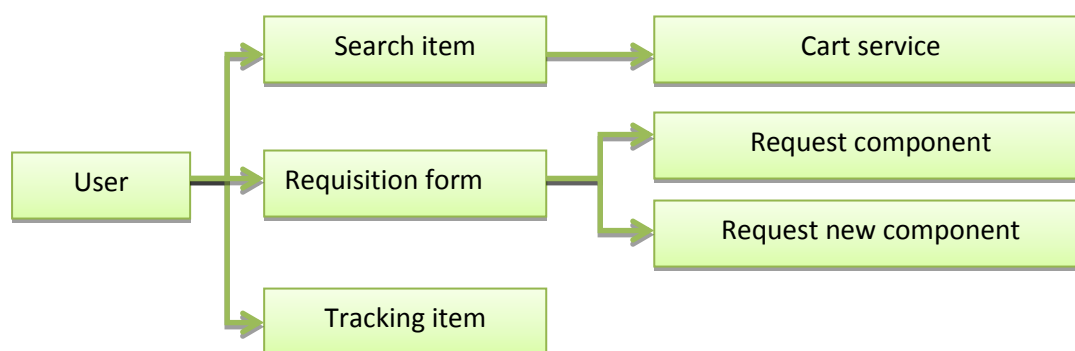 Search item
Cart service
User
Requisition form
Request component
Request new component
Tracking item